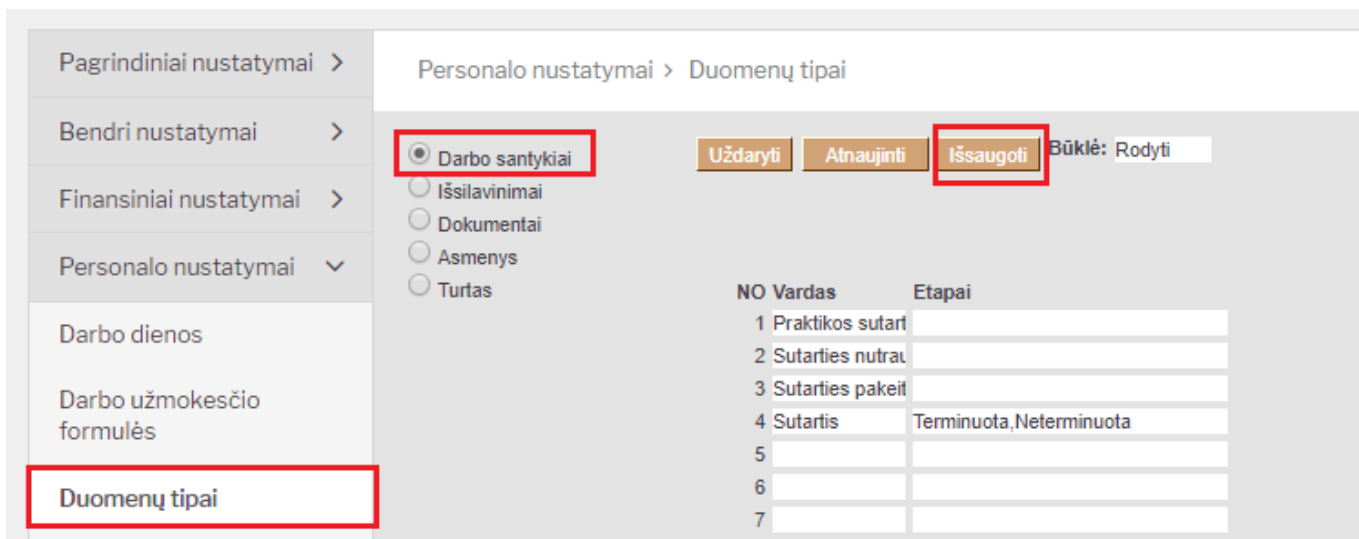 Pagrindiniai nustatymai
Bendri nustatymai
Finansiniai nustatymai
Personalo nustatymai
Darbo dienos
Darbo užmokesčio
formulės
Duomenų tipai
Personalo nustatymai > Duomenų tipai
Darbo santykiai
Išsilavinimai
Dokumentai
Asmenys
Turtas
Uždaryti Atnaujinti Išsaugoti Būklė: Rodyti
NO Vardas Etapai
1 Praktikos sutart
2 Sutarties nutrau
3 Sutarties pakeit
4 Sutartis Terminuota,Neterminuota
5
6
7